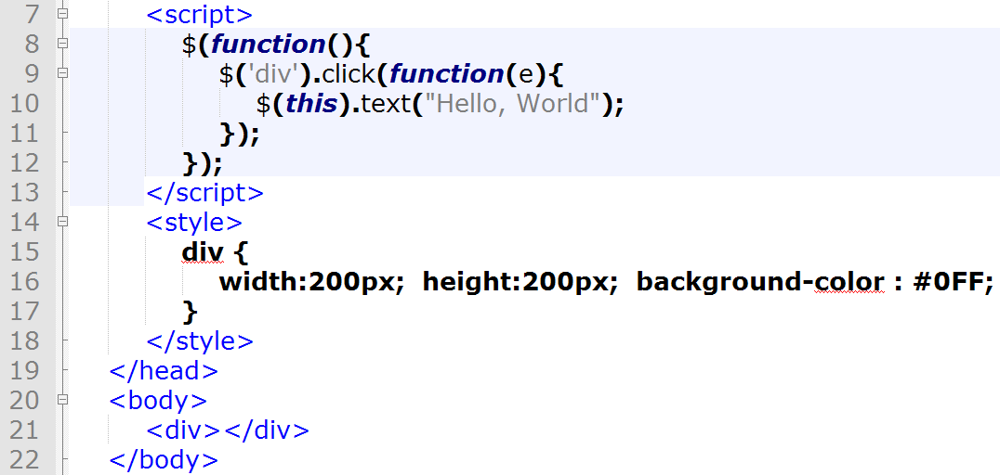 7 <script>
8 $(function(){
9 $('div').click(function(e){
10 $(this).text("Hello, World");
11 });
12 });
13 </script>
14 <style>
15 div {
16 width:200px;  height:200px;  background-color : #0FF;
17 }
18 </style>
19 </head>
20 <body>
21 <div></div>
22 </body>